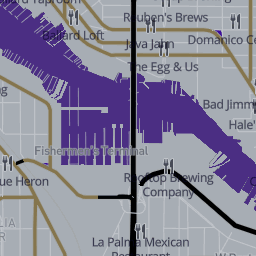 Taproom
Reuben's Brews
Ballard Loft
Java Jahn
Domanico Ce
The Egg & Us
Bad Jimmy
Hale'
Fishermen's Terminal
ue Heron
Rooftop Brewing
Company
La Palma Mexican
Restaurant